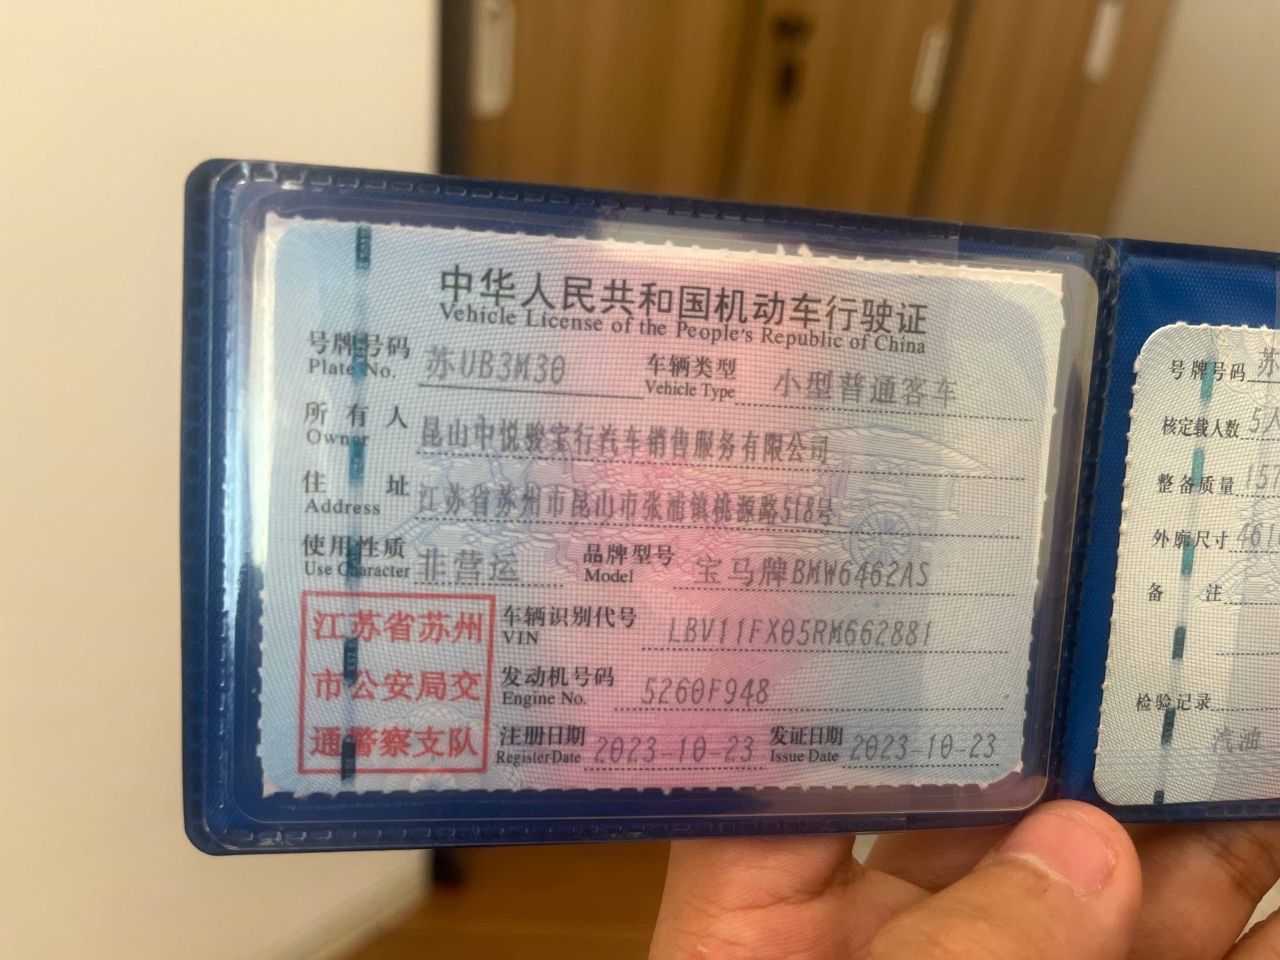 中华人民共和国机动车行驶证
Vehicle License of the People's Republic of China
号牌号码 苏UB3M30 车辆类型 小型普通客车
Plate No. Vehicle Type
所有人 昆山中悦骏宝行汽车销售服务有限公司
Owner
住址 江苏省苏州市昆山市张浦镇桃源路518号
Address
使用性质 非营运 品牌型号 宝马牌BMW6462AS
Use Character Model
江苏省苏州
市公安局交
通警察支队
车辆识别代号 LBV11FX05RM662881
VIN
发动机号码 5260F948
Engine No.
注册日期 2023-10-23 发证日期 2023-10-23
Register Date Issue Date
号牌号码 苏
核定载人数 5人
整备质量 157
外廓尺寸 461
备注
检验记录
汽油